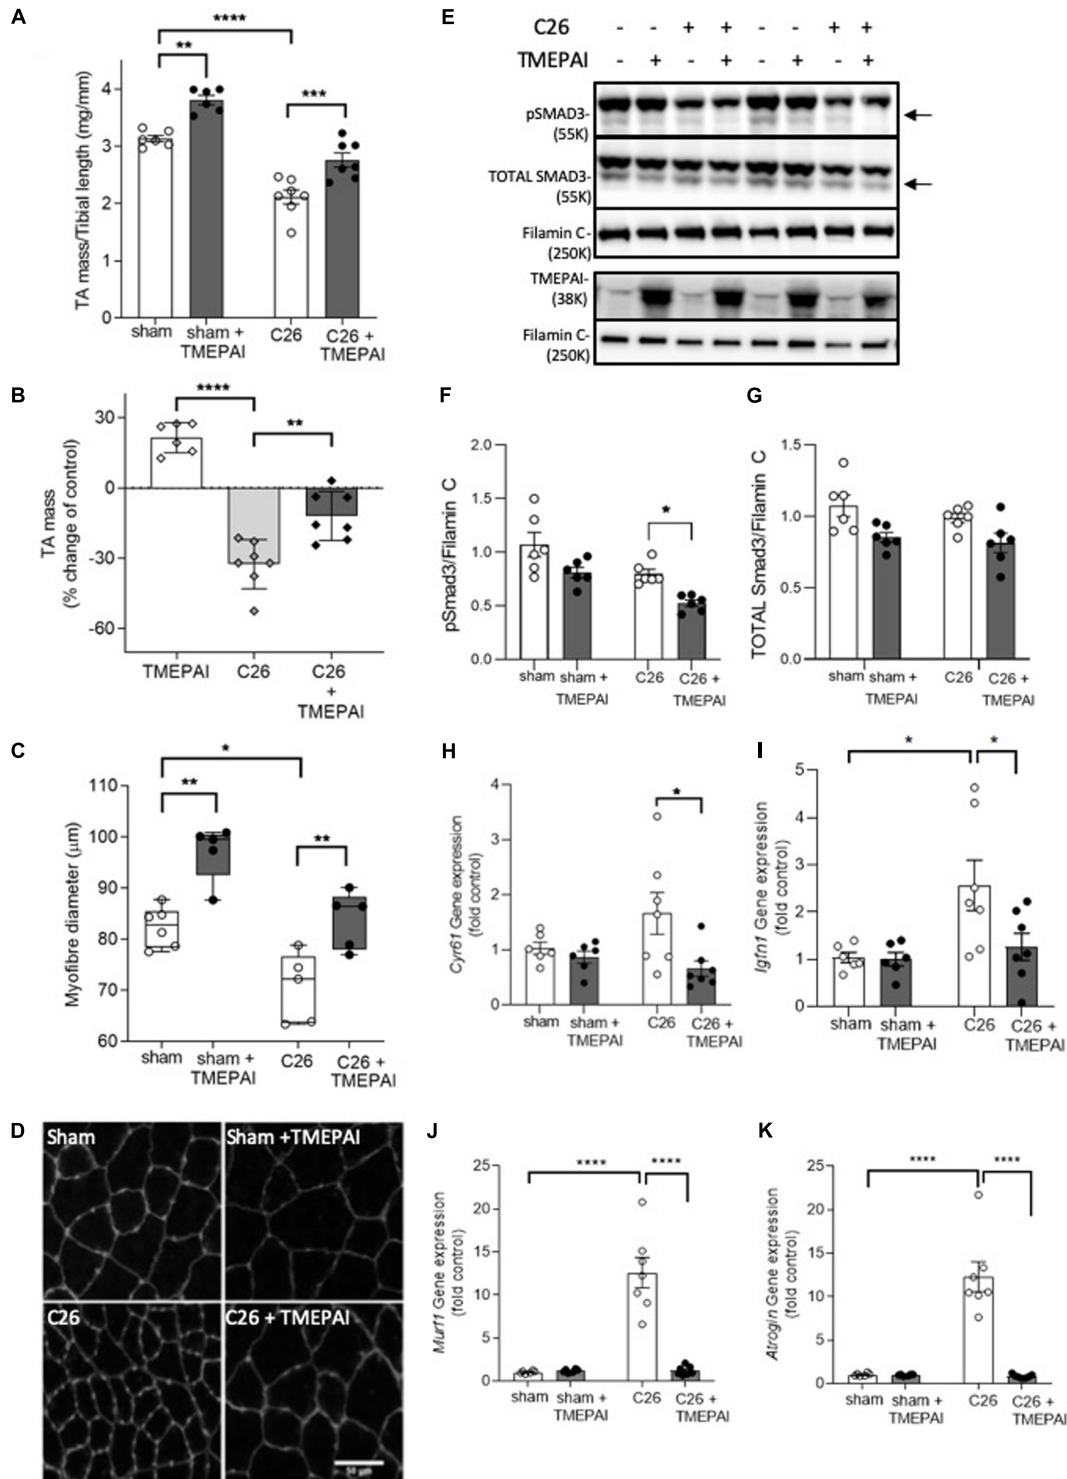 A
**** 
**
***
TA mass/Tibial length (mg/mm)
4
3
2
1
0
sham
sham +
TMEPAI
C26
C26 +
TMEPAI
B
****
**
TA mass
(% change of control)
30
0
-30
-60
TMEPAI
C26
C26
+
TMEPAI
C
*
**
**
Myofibre diameter (μm)
110
100
90
80
70
60
sham
sham +
TMEPAI
C26
C26 +
TMEPAI
D
Sham
Sham +TMEPAI
C26
C26 + TMEPAI
50 μm
E
C26 - - + + - - + +
TMEPAI - + - + - + - +
pSMAD3-
(55K)
TOTAL SMAD3-
(55K)
Filamin C-
(250K)
TMEPAI-
(38K)
Filamin C-
(250K)
F
pSmad3/Filamin C
2.0
1.5
1.0
0.5
0.0
*
sham
sham +
TMEPAI
C26
C26 +
TMEPAI
G
TOTAL Smad3/Filamin C
1.5
1.0
0.5
0.0
sham
sham +
TMEPAI
C26
C26 +
TMEPAI
H
Cyr61 Gene expression
(fold control)
4
3
2
1
0
*
sham
sham +
TMEPAI
C26
C26 +
TMEPAI
I
* *
Igfn1 Gene expression
(fold control)
5
4
3
2
1
0
sham
sham +
TMEPAI
C26
C26 +
TMEPAI
J
**** ****
Murf1 Gene expression
(fold control)
25
20
15
10
5
0
sham
sham +
TMEPAI
C26
C26 +
TMEPAI
K
**** ****
Atrogin Gene expression
(fold control)
25
20
15
10
5
0
sham
sham +
TMEPAI
C26
C26 +
TMEPAI